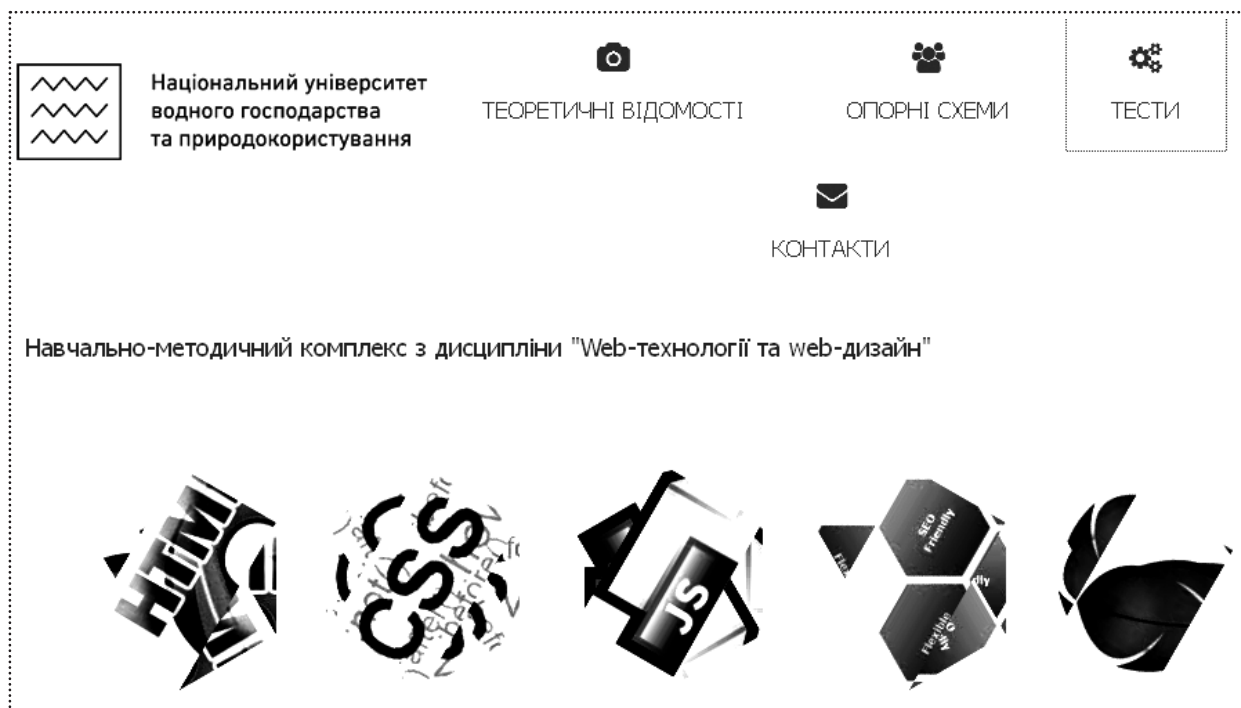 Національний університет
водного господарства
та природокористування
ТЕОРЕТИЧНІ ВІДОМОСТІ
ОПОРНІ СХЕМИ
ТЕСТИ
КОНТАКТИ
Навчально-методичний комплекс з дисципліни "Web-технології та web-дизайн"
HTML
CSS
JS
SEO
Friendly
Flexible